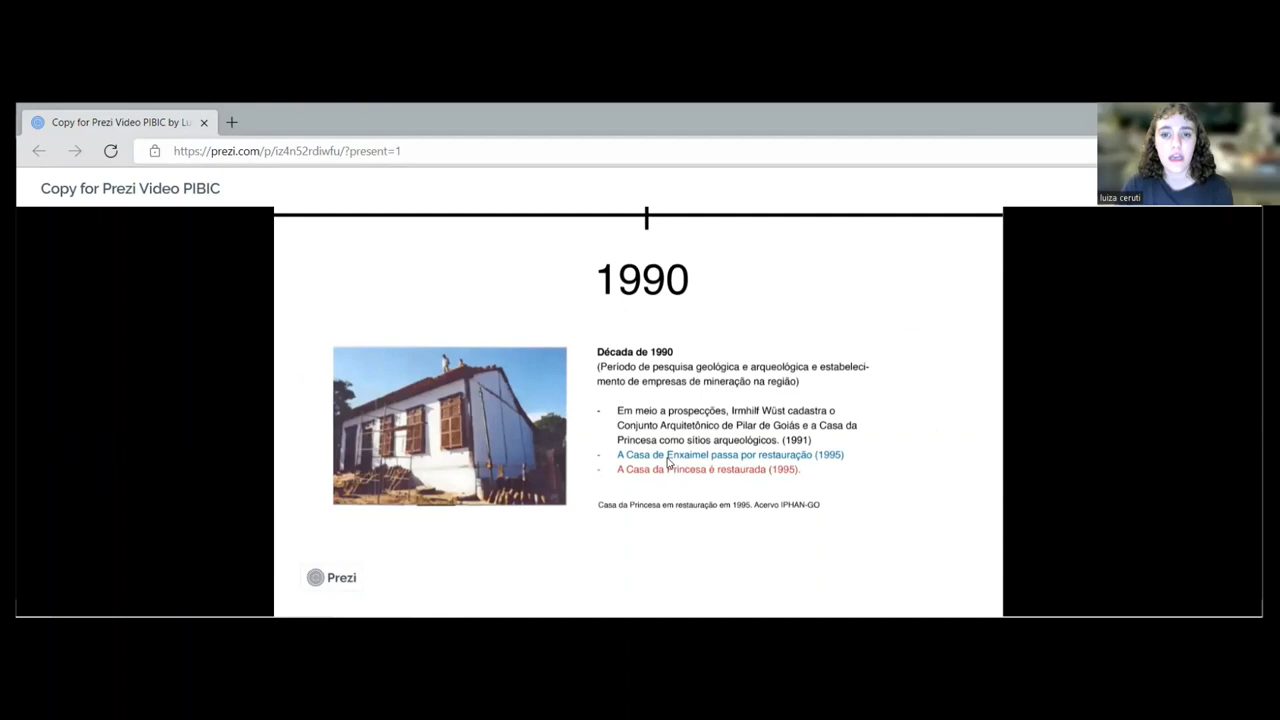 Copy for Prezi Video PIBIC by Lu
https://prezi.com/p/iz4n52rdiwfu/?present=1
luiza ceruti
Copy for Prezi Video PIBIC
1990
Década de 1990
(Período de pesquisa geológica e arqueológica e estabeleci-
mento de empresas de mineração na região)
- Em meio a prospecções, Irmhilf Wüst cadastra o
Conjunto Arquitetônico de Pilar de Goiás e a Casa da
Princesa como sítios arqueológicos. (1991)
- A Casa de Enxaimel passa por restauração (1995)
- A Casa da Princesa é restaurada (1995).
Casa da Princesa em restauração em 1995. Acervo IPHAN-GO
Prezi